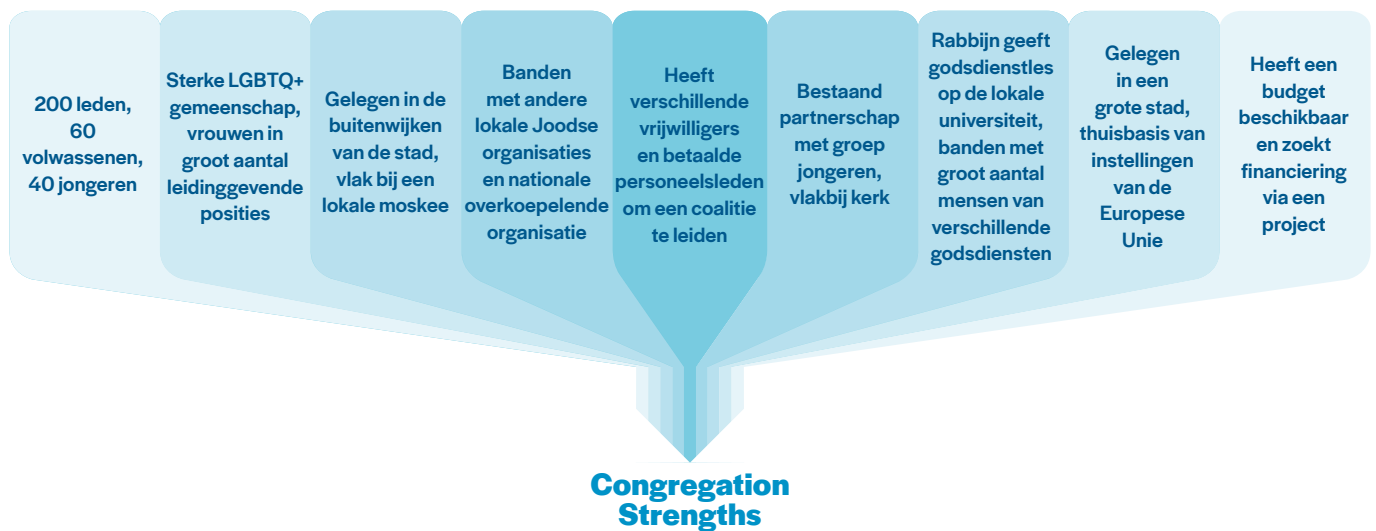 200 leden,
60
volwassenen,
40 jongeren
Sterke LGBTQ+
gemeenschap,
vrouwen in
groot aantal
leidinggevende
posities
Gelegen in de
buitenwijken
van de stad,
vlak bij een
lokale moskee
Banden
met andere
lokale Joodse
organisaties
en nationale
overkoepelende
organisatie
Heeft
verschillende
vrijwilligers
en betaalde
personeelsleden
om een coalitie
te leiden
Bestaand
partnerschap
met groep
jongeren,
vlakbij kerk
Rabbijn geeft
godsdienstles
op de lokale
universiteit,
banden met
groot aantal
mensen van
verschillende
godsdiensten
Gelegen
in een
grote stad,
thuisbasis van
instellingen
van de
Europese
Unie
Heeft een
budget
beschikbaar
en zoekt
financiering
via een
project
Congregation
Strengths